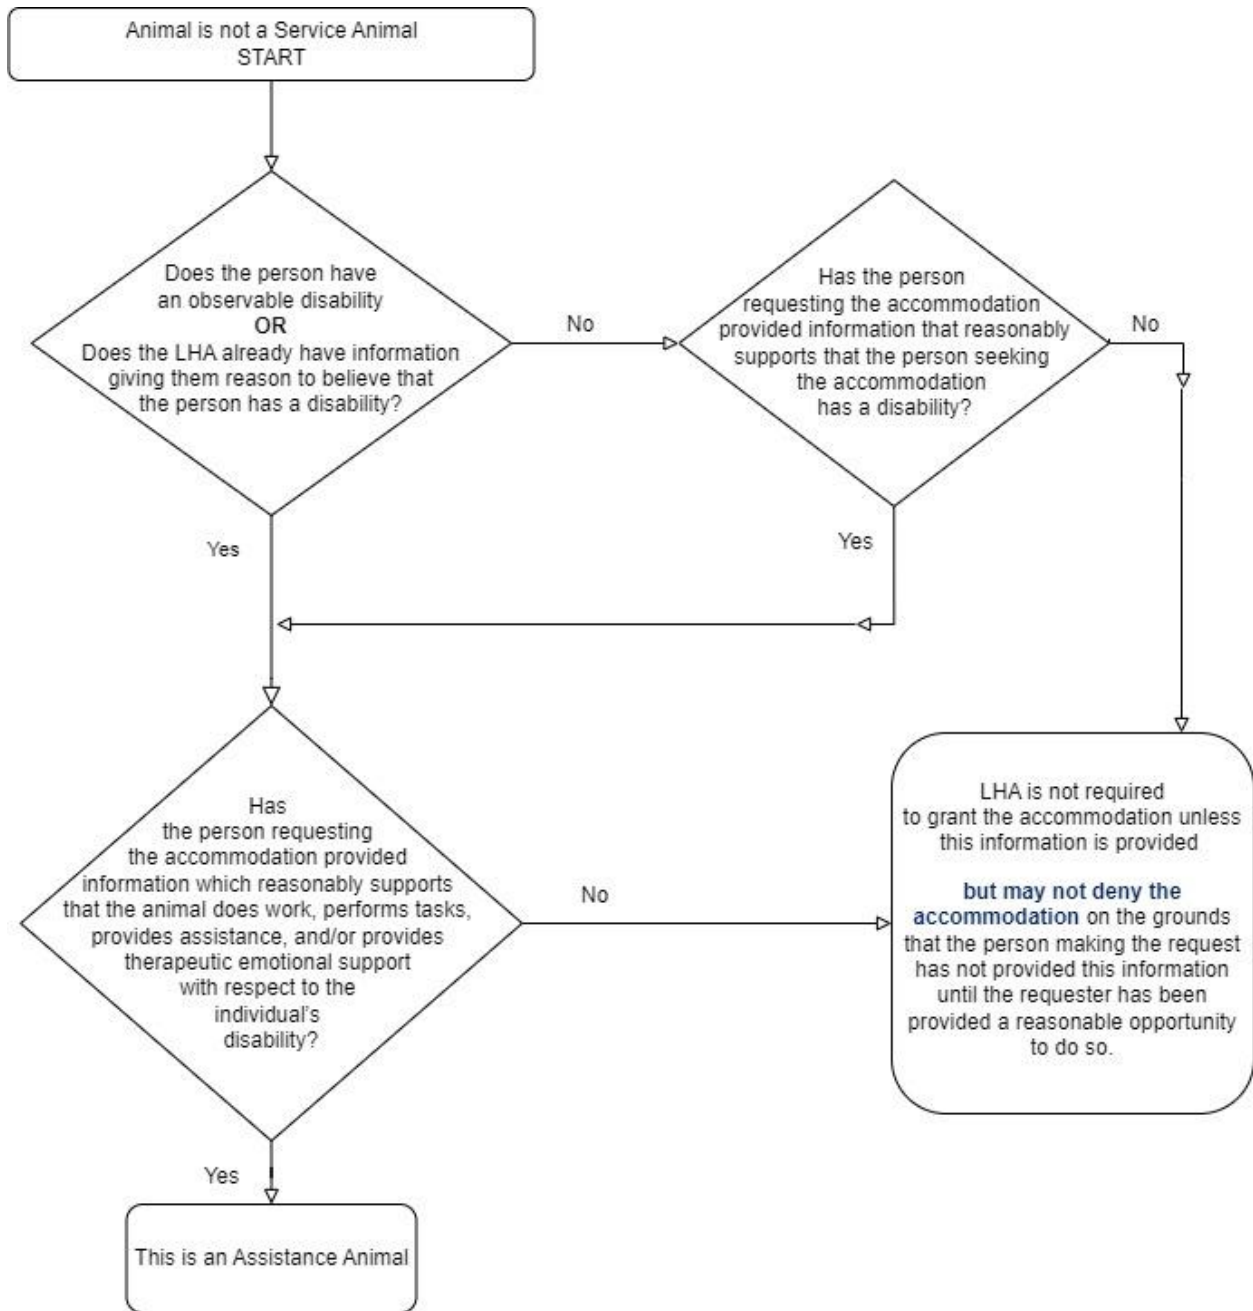 Animal is not a Service Animal
START
Does the person have
an observable disability
OR
Does the LHA already have information
giving them reason to believe that
the person has a disability?
No
Has the person
requesting the accommodation
provided information that reasonably
supports that the person seeking
the accommodation
has a disability?
No
Yes
Yes
Has
the person requesting
the accommodation provided
information which reasonably supports
that the animal does work, performs tasks,
provides assistance, and/or provides
therapeutic emotional support
with respect to the
individual's
disability?
No
LHA is not required
to grant the accommodation unless
this information is provided
but may not deny the
accommodation on the grounds
that the person making the request
has not provided this information
until the requester has been
provided a reasonable opportunity
to do so.
Yes
This is an Assistance Animal